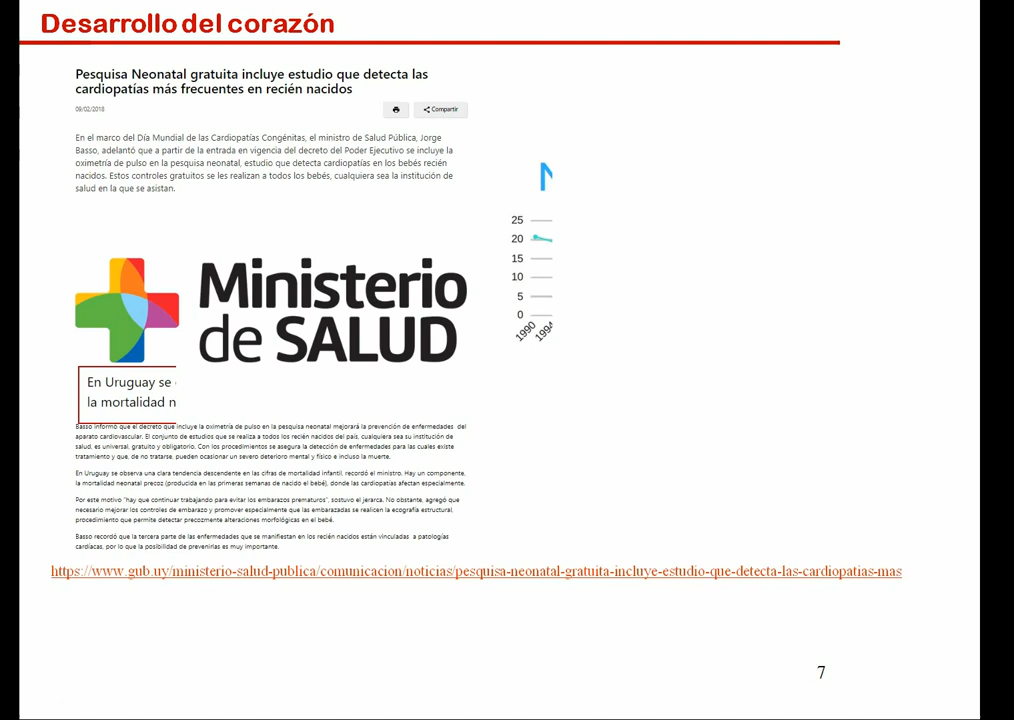 Desarrollo del corazón
Pesquisa Neonatal gratuita incluye estudio que detecta las
cardiopatías más frecuentes en recién nacidos
09/02/2018
Compartir
En el marco del Día Mundial de las Cardiopatías Congénitas, el ministro de Salud Pública, Jorge
Basso, adelantó que a partir de la entrada en vigencia del decreto del Poder Ejecutivo se incluye la
oximetría de pulso en la pesquisa neonatal, estudio que detecta cardiopatías en los bebés recién
nacidos. Estos controles gratuitos se les realizan a todos los bebés, cualquiera sea la institución de
salud en la que se asistan.
N
25
20
15
10
5
0
1990
1994
Ministerio
de SALUD
En Uruguay se
la mortalidad n
Basso informó que el decreto que incluye la oximetría de pulso en la pesquisa neonatal mejorará la prevención de enfermedades del
aparato cardiovascular. El conjunto de estudios que se realiza a todos los recién nacidos del país, cualquiera sea su institución de
salud, es universal, gratuito y obligatorio. Con los procedimientos se asegura la detección de enfermedades para las cuales existe
tratamiento y que, de no tratarse, pueden ocasionar un severo deterioro mental y físico e incluso la muerte.
En Uruguay se observa una clara tendencia descendente en las cifras de mortalidad infantil, recordó el ministro. Hay un componente,
la mortalidad neonatal precoz (producida en las primeras semanas de nacido el bebé), donde las cardiopatías afectan especialmente.
Por este motivo "hay que continuar trabajando para evitar los embarazos prematuros", sostuvo el jerarca. No obstante, agregó que
necesario mejorar los controles de embarazo y promover especialmente que las embarazadas se realicen la ecografía estructural,
procedimiento que permite detectar precozmente alteraciones morfológicas en el bebé.
Basso recordó que la tercera parte de las enfermedades que se manifiestan en los recién nacidos están vinculadas a patologías
cardíacas, por lo que la posibilidad de prevenirlas es muy importante.
https://www.gub.uy/ministerio-salud-publica/comunicacion/noticias/pesquisa-neonatal-gratuita-incluye-estudio-que-detecta-las-cardiopatias-mas
7